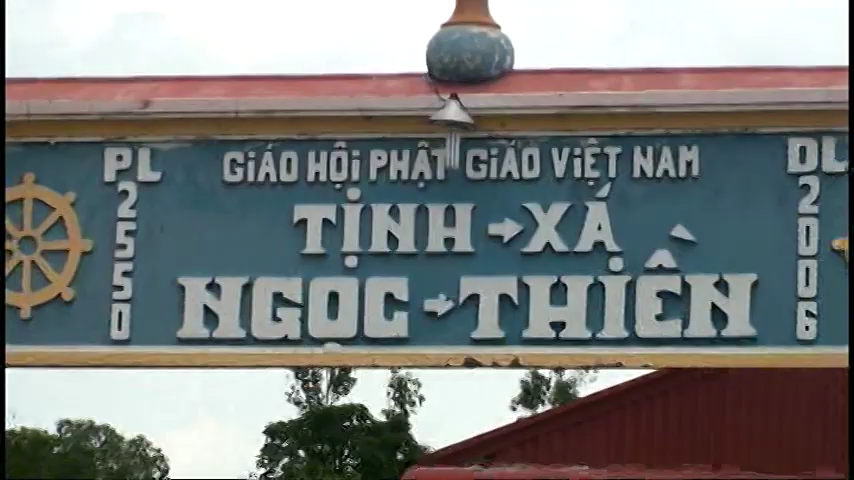 PL 2550
GIÁO HỘI PHẬT GIÁO VIỆT NAM
TỊNH XÁ
NGỌC THIỀN
DL 2006